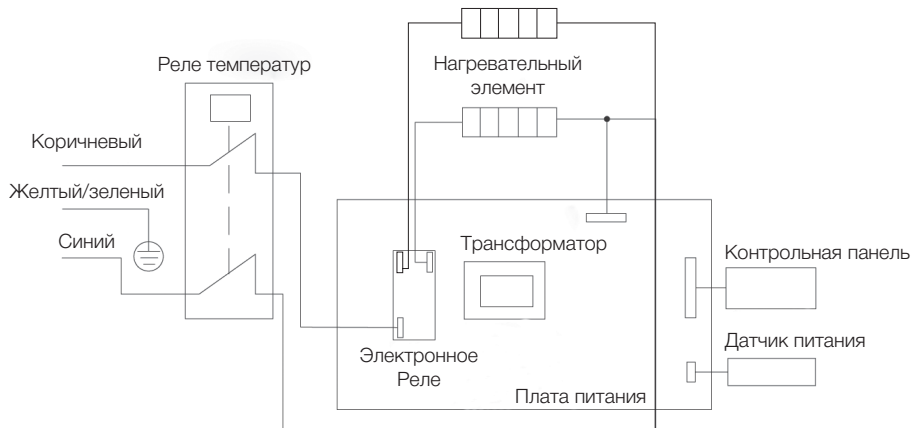 Реле температур
Нагревательный
элемент
Коричневый
Желтый/зеленый
Синий
Трансформатор
Контрольная панель
Электронное
Реле
Датчик питания
Плата питания